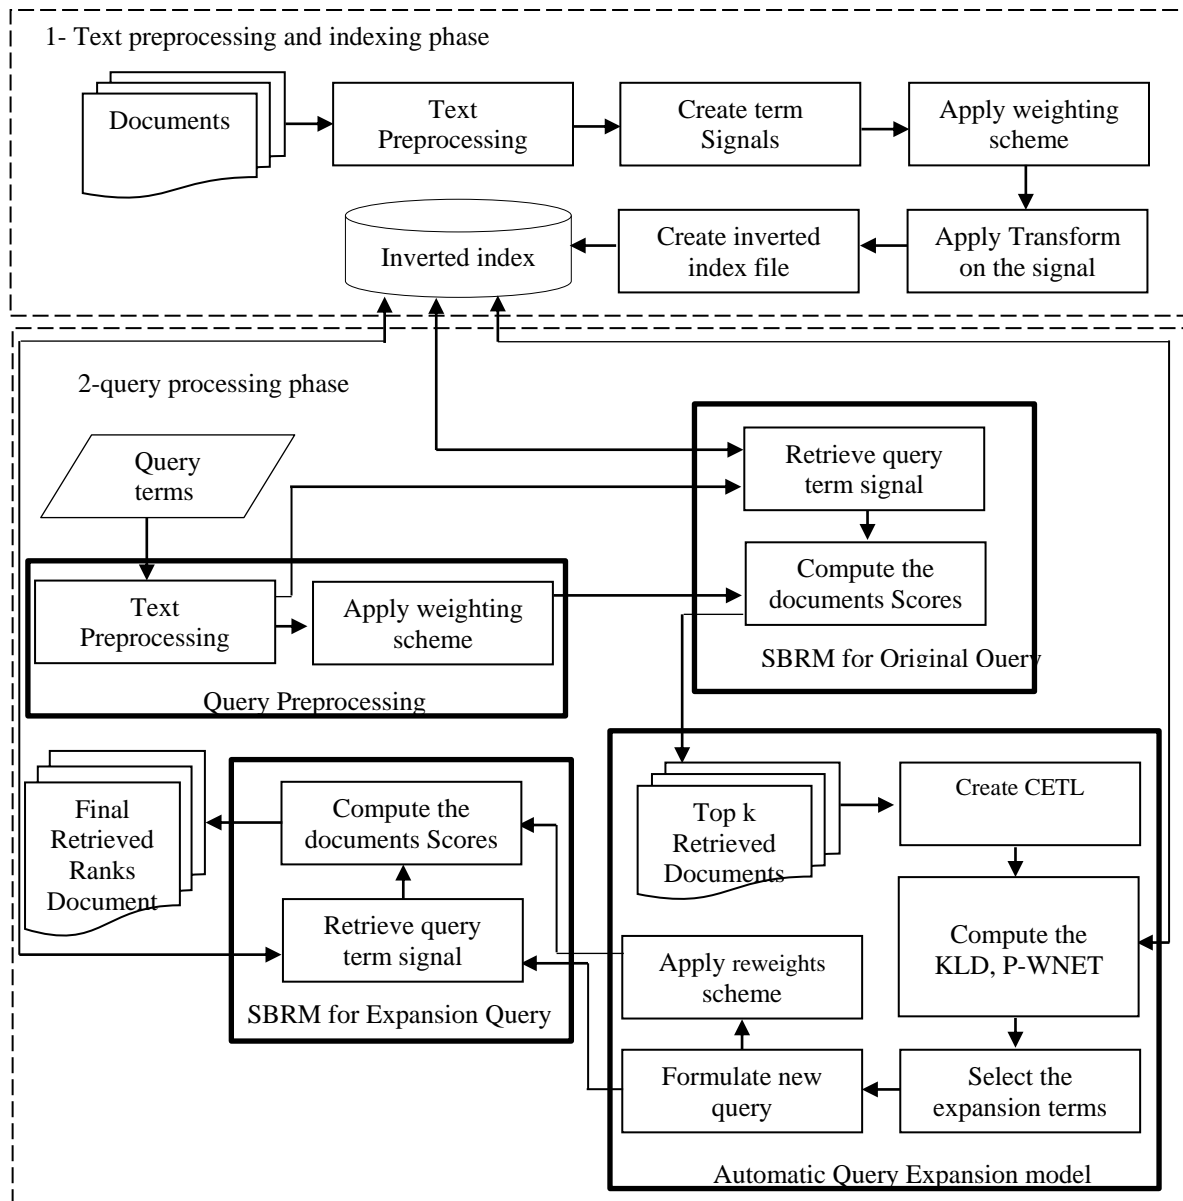 1- Text preprocessing and indexing phase
Documents
Text
Preprocessing
Create term
Signals
Apply weighting
scheme
Inverted index
Create inverted
index file
Apply Transform
on the signal
2-query processing phase
Query
terms
Retrieve query
term signal
Compute the
documents Scores
SBRM for Original Query
Text
Preprocessing
Apply weighting
scheme
Query Preprocessing
Final
Retrieved
Ranks
Document
Compute the
documents Scores
Retrieve query
term signal
SBRM for Expansion Query
Top k
Retrieved
Documents
Create CETL
Compute the
KLD, P-WNET
Apply reweights
scheme
Formulate new
query
Select the
expansion terms
Automatic Query Expansion model